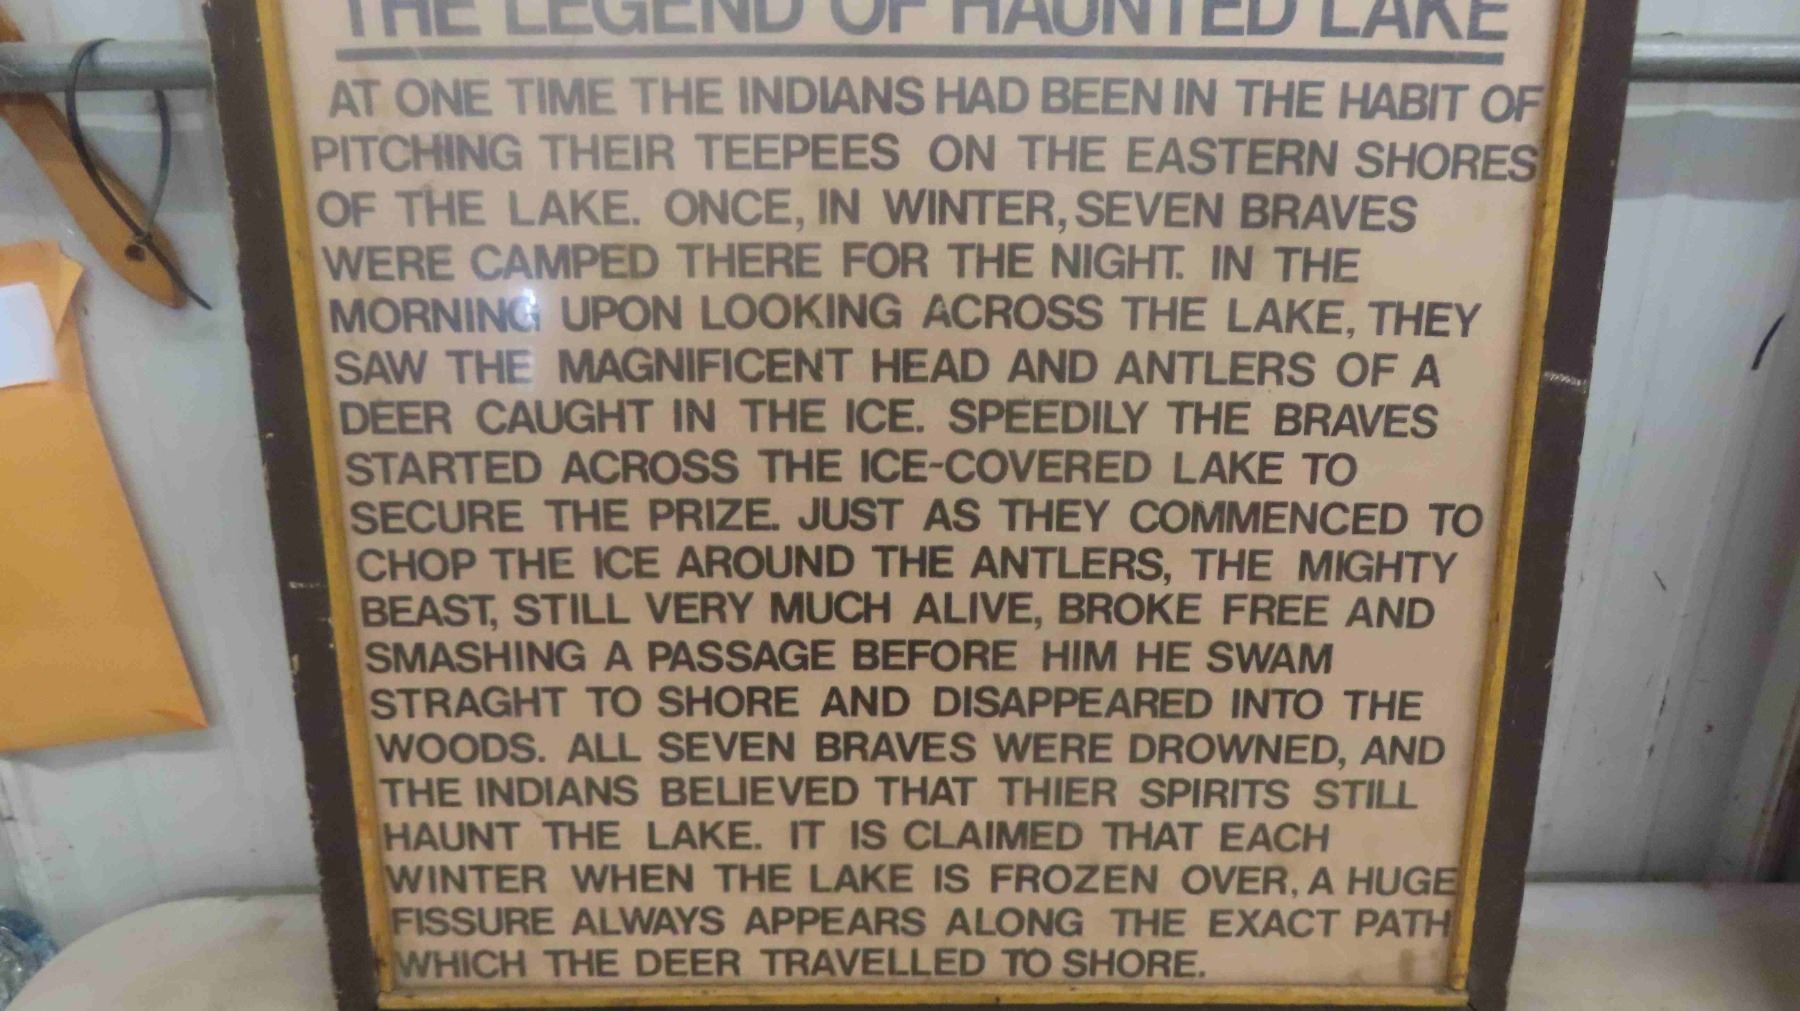 THE LEGEND OF HAUNTED LAKE
AT ONE TIME THE INDIANS HAD BEEN IN THE HABIT OF
PITCHING THEIR TEEPEES ON THE EASTERN SHORES
OF THE LAKE. ONCE, IN WINTER, SEVEN BRAVES
WERE CAMPED THERE FOR THE NIGHT. IN THE
MORNING UPON LOOKING ACROSS THE LAKE, THEY
SAW THE MAGNIFICENT HEAD AND ANTLERS OF A
DEER CAUGHT IN THE ICE. SPEEDILY THE BRAVES
STARTED ACROSS THE ICE-COVERED LAKE TO
SECURE THE PRIZE. JUST AS THEY COMMENCED TO
CHOP THE ICE AROUND THE ANTLERS, THE MIGHTY
BEAST, STILL VERY MUCH ALIVE, BROKE FREE AND
SMASHING A PASSAGE BEFORE HIM HE SWAM
STRAGHT TO SHORE AND DISAPPEARED INTO THE
WOODS. ALL SEVEN BRAVES WERE DROWNED, AND
THE INDIANS BELIEVED THAT THIER SPIRITS STILL
HAUNT THE LAKE. IT IS CLAIMED THAT EACH
WINTER WHEN THE LAKE IS FROZEN OVER, A HUGE
FISSURE ALWAYS APPEARS ALONG THE EXACT PATH
WHICH THE DEER TRAVELLED TO SHORE.